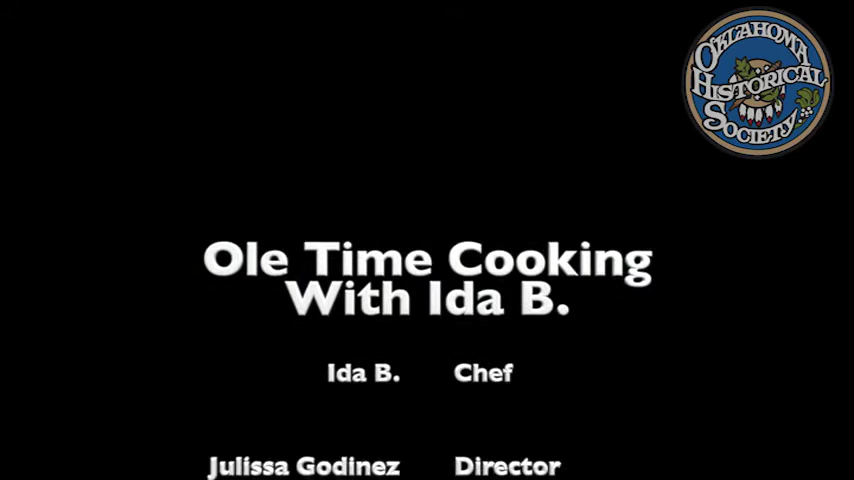 OKLAHOMA
HISTORICAL
SOCIETY
Ole Time Cooking
With Ida B.
Ida B. Chef
Julissa Godinez Director